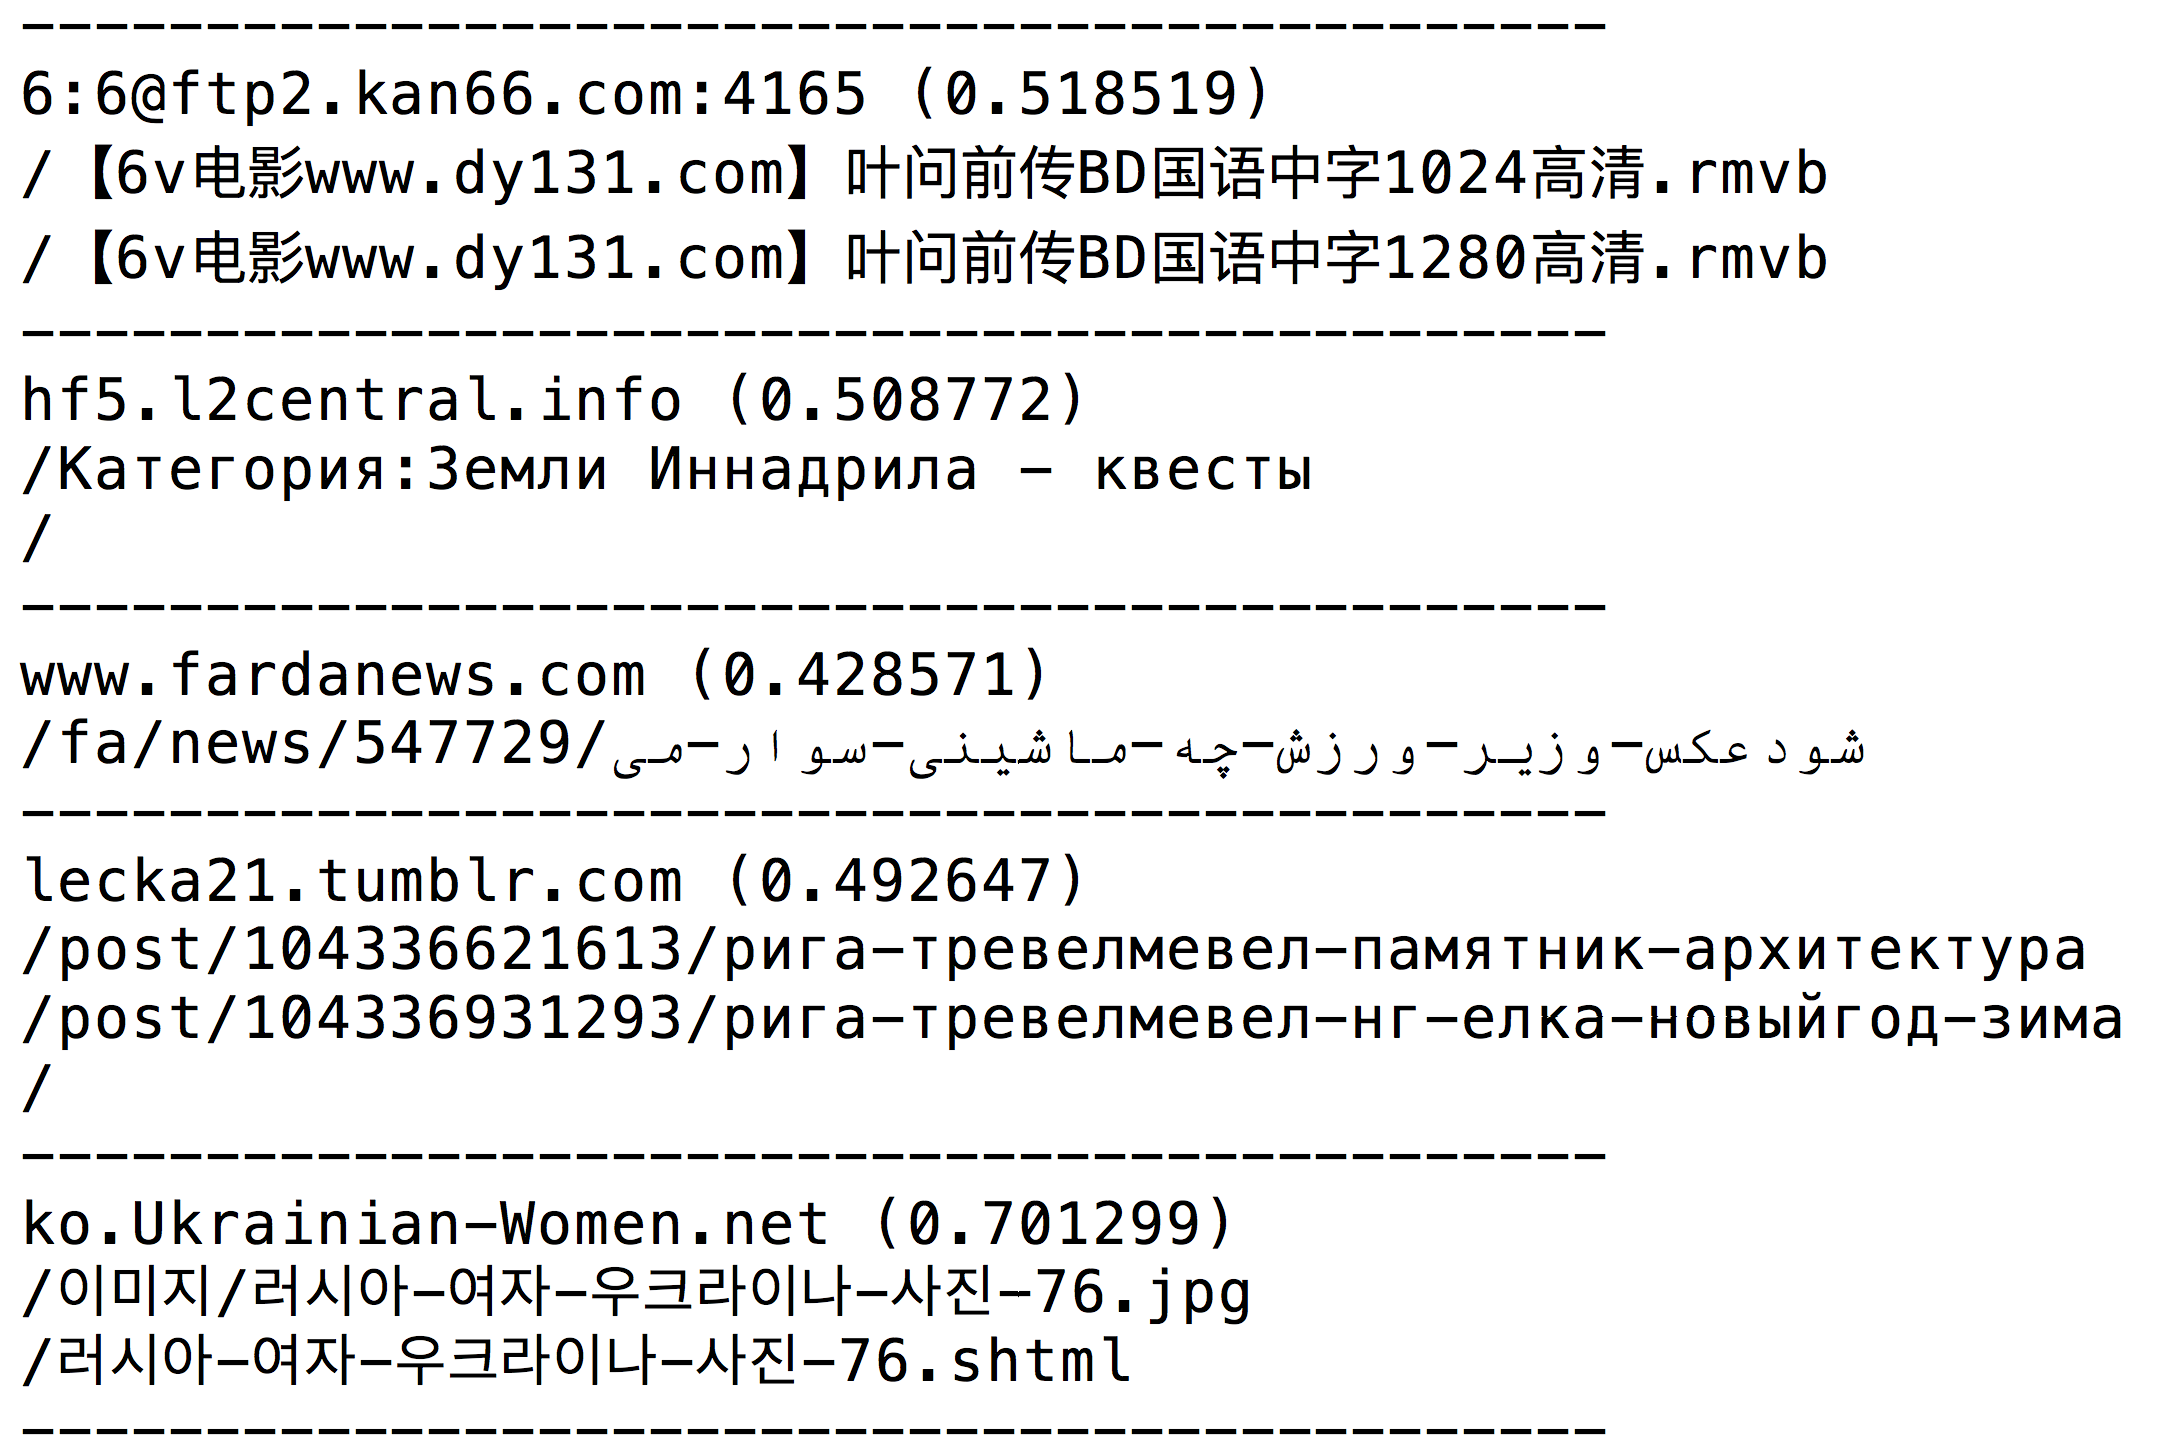 -------------------------------------------
6:6@ftp2.kan66.com:4165 (0.518519)
/【6v电影www.dy131.com】叶问前传BD国语中字1024高清.rmvb
/【6v电影www.dy131.com】叶问前传BD国语中字1280高清.rmvb
-------------------------------------------
hf5.l2central.info (0.508772)
/Категория:Земли Иннадрила - квесты
/
-------------------------------------------
www.fardanews.com (0.428571)
/fa/news/547729/عکس-وزیر-ورزش-چه-ماشینی-سوار-می-شود
-------------------------------------------
lecka21.tumblr.com (0.492647)
/post/104336621613/рига-тревелмевел-памятник-архитектура
/post/104336931293/рига-тревелмевел-нг-елка-новыйгод-зима
/
-------------------------------------------
ko.Ukrainian-Women.net (0.701299)
/이미지/러시아-여자-우크라이나-사진-76.jpg
/러시아-여자-우크라이나-사진-76.shtml
-------------------------------------------